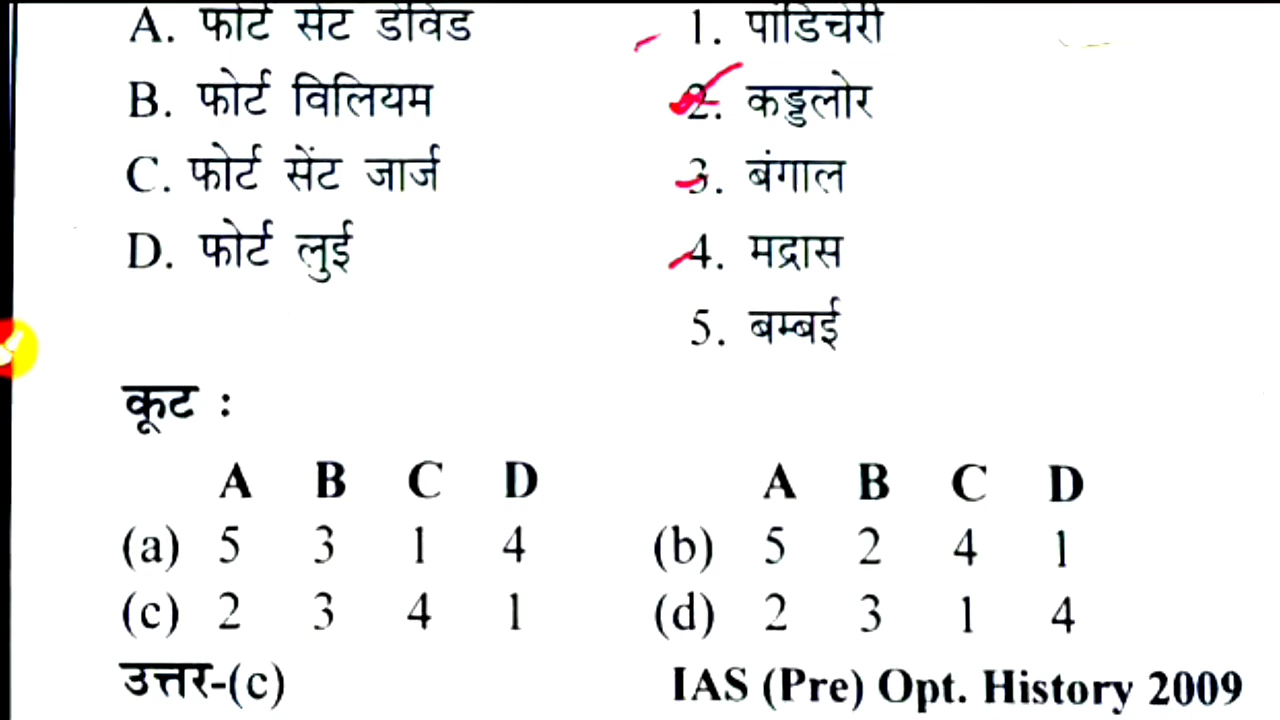 A. फोर्ट सेंट डेविड 1. पांडिचेरी
B. फोर्ट विलियम 2. कड्डलोर
C. फोर्ट सेंट जार्ज 3. बंगाल
D. फोर्ट लुई 4. मद्रास
5. बम्बई
कूट :
A B C D A B C D
(a) 5 3 1 4 (b) 5 2 4 1
(c) 2 3 4 1 (d) 2 3 1 4
उत्तर-(c) IAS (Pre) Opt. History 2009